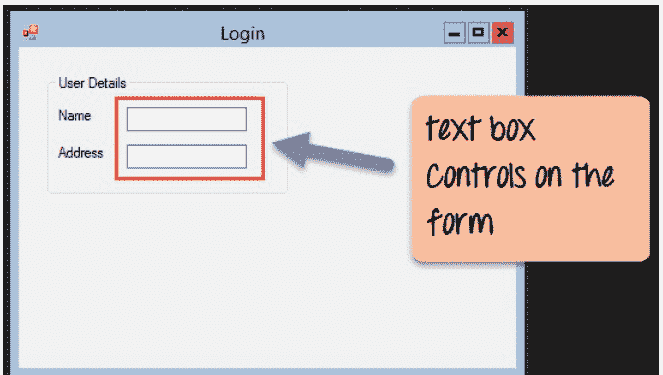 Login
User Details
Name
Address
text box
Controls on the
form